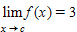 lim f(x) = 3
x → c